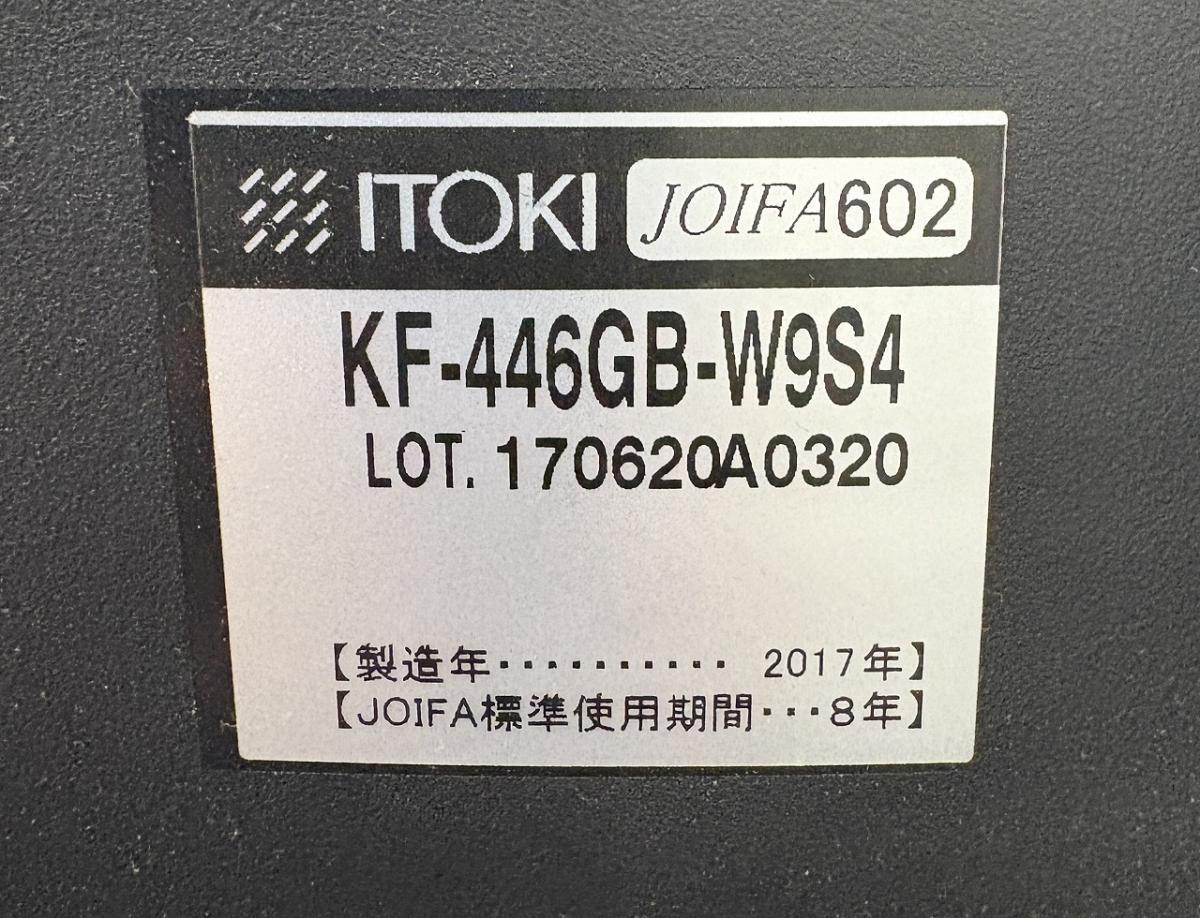 ITOKI JOIFA602
KF-446GB-W9S4
LOT. 170620A0320
【製造年・・・・・・・・・・ 2017年】
【JOIFA標準使用期間・・・8年】